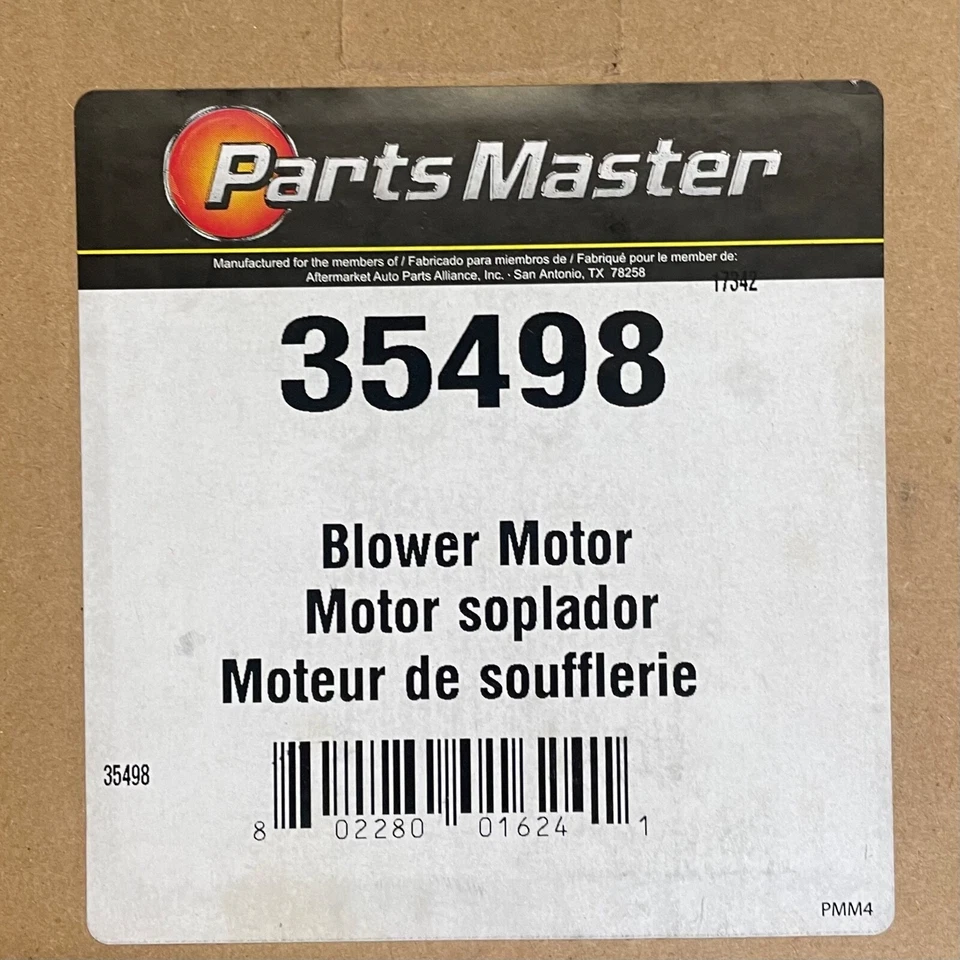 Parts Master
Manufactured for the members of / Fabricado para miembros de / Fabriqué pour le member de:
Aftermarket Auto Parts Alliance, Inc. · San Antonio, TX 78258
17342
35498
Blower Motor
Motor soplador
Moteur de soufflerie
35498
8 02280 01624 1
PMM4